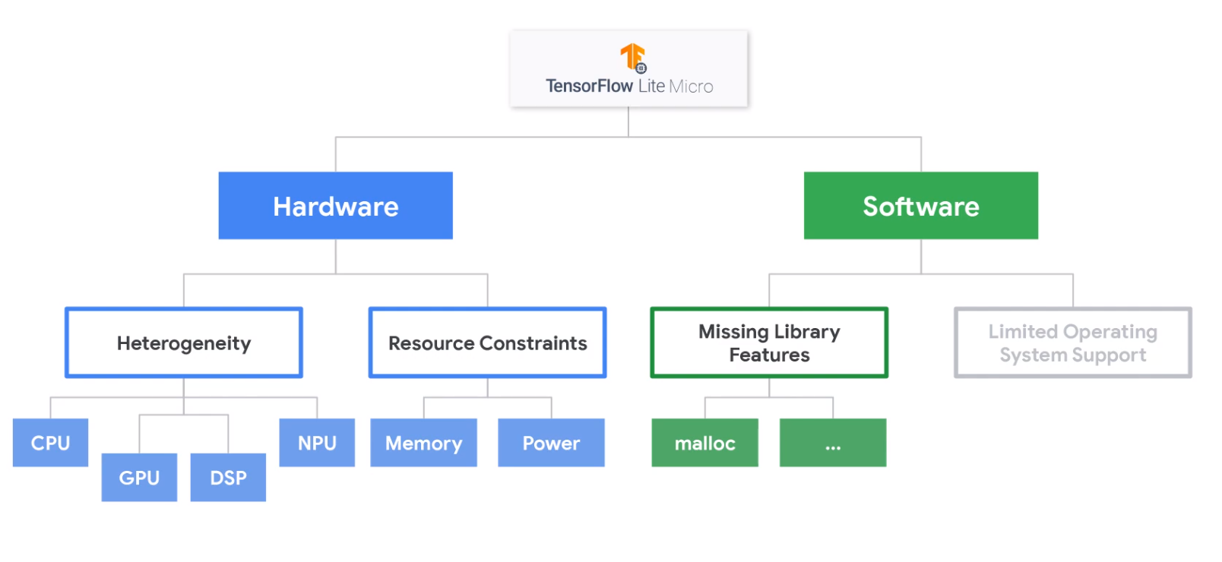 TensorFlow Lite Micro
Hardware
Software
Heterogeneity
Resource Constraints
Missing Library
Features
Limited Operating
System Support
CPU
GPU
DSP
NPU
Memory
Power
malloc
...